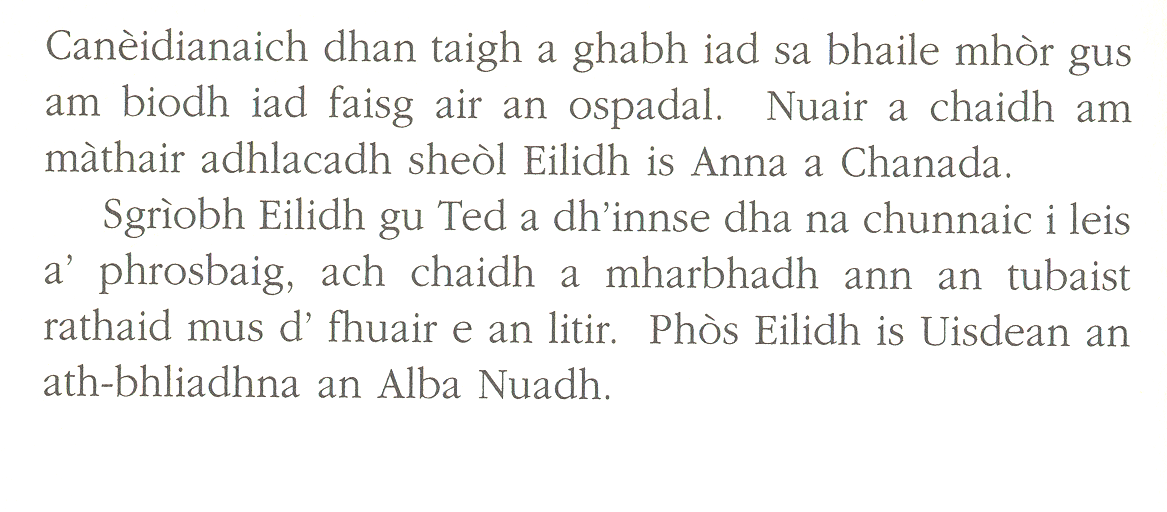 Canèidianaich dhan taigh a ghabh iad sa bhaile mhòr gus
am biodh iad faisg air an ospadal. Nuair a chaidh am
màthair adhlacadh sheòl Eilidh is Anna a Chanada.
Sgrìobh Eilidh gu Ted a dh'innse dha na chunnaic i leis
a' phrosbaig, ach chaidh a mharbhadh ann an tubaist
rathaid mus d' fhuair e an litir. Phòs Eilidh is Uisdean an
ath-bhliadhna an Alba Nuadh.